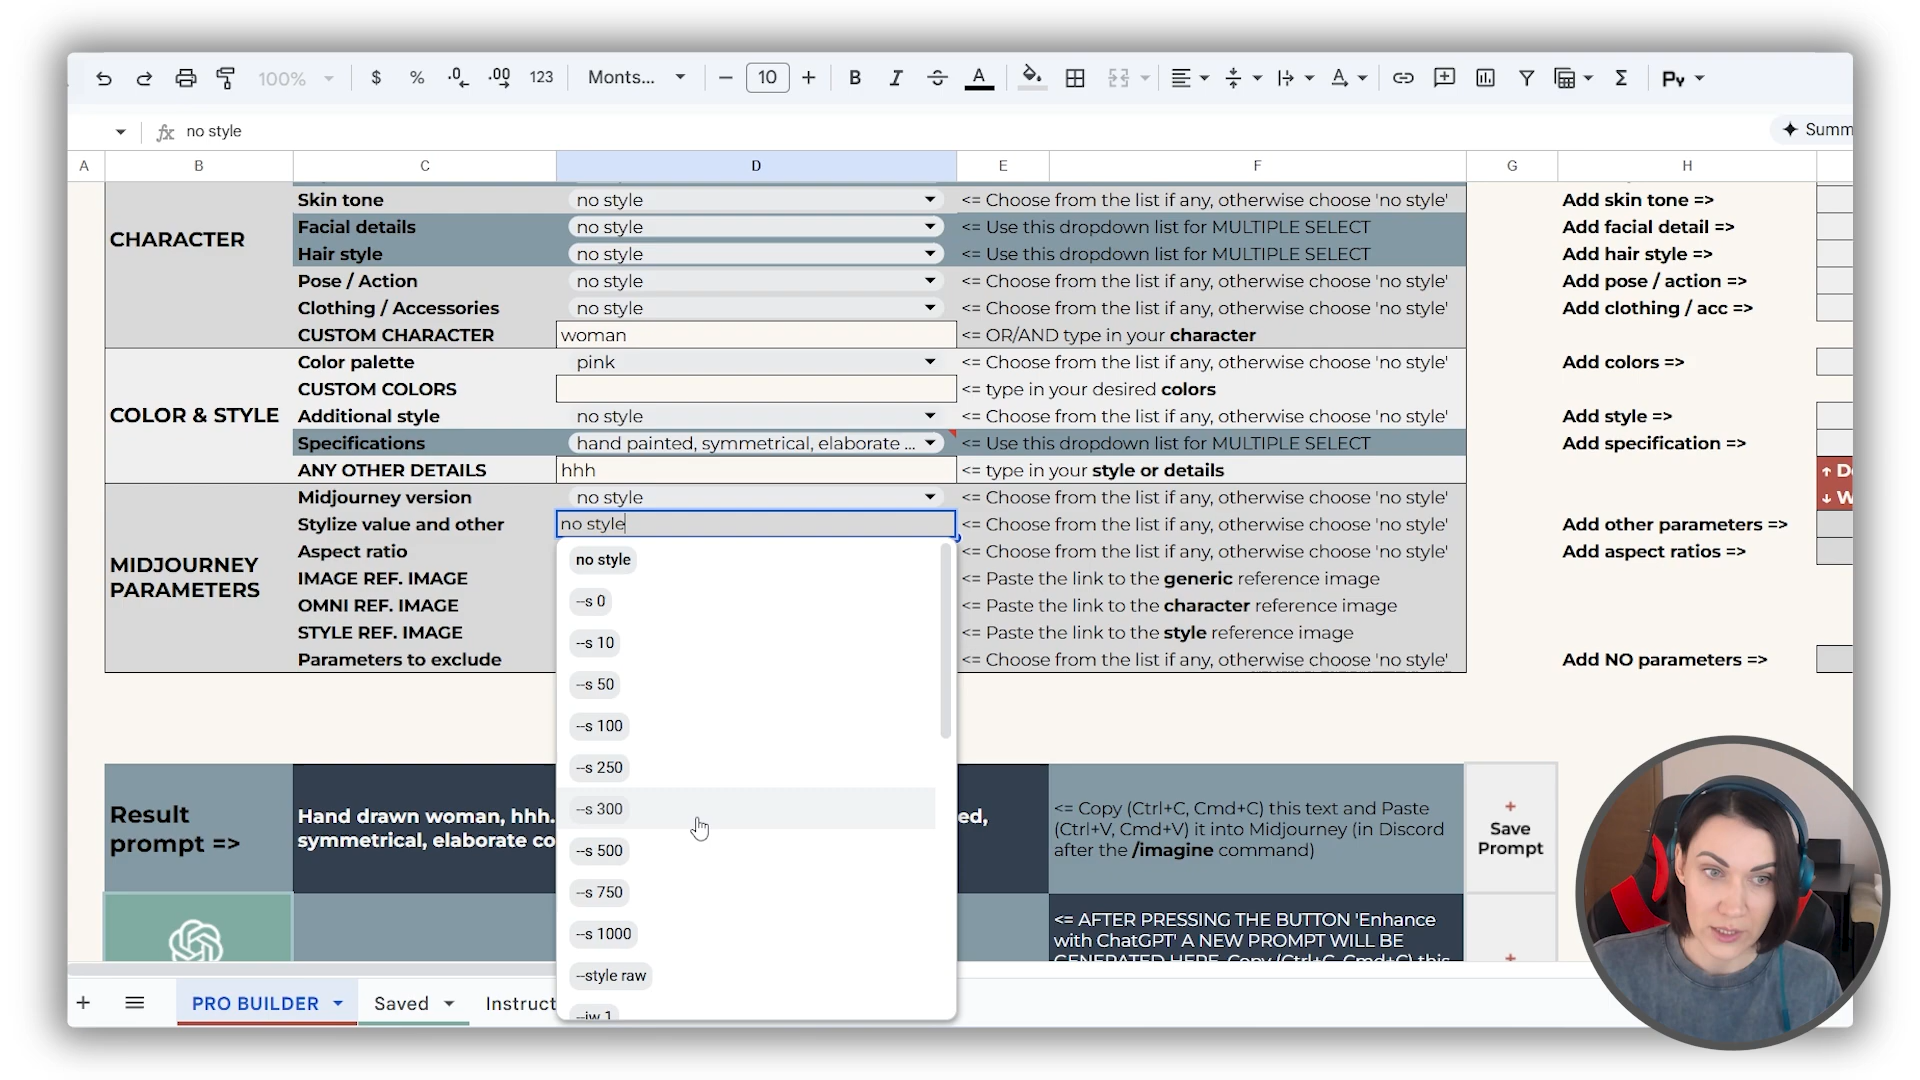 100%
$ % .0 .00 123 Monts... 10 B I A Σ Py
fx no style
Summ
A B C D E F G H
CHARACTER
Skin tone no style <= Choose from the list if any, otherwise choose 'no style' Add skin tone =>
Facial details no style <= Use this dropdown list for MULTIPLE SELECT Add facial detail =>
Hair style no style <= Use this dropdown list for MULTIPLE SELECT Add hair style =>
Pose / Action no style <= Choose from the list if any, otherwise choose 'no style' Add pose / action =>
Clothing / Accessories no style <= Choose from the list if any, otherwise choose 'no style' Add clothing / acc =>
CUSTOM CHARACTER woman <= OR/AND type in your character
COLOR & STYLE
Color palette pink <= Choose from the list if any, otherwise choose 'no style' Add colors =>
CUSTOM COLORS <= type in your desired colors
Additional style no style <= Choose from the list if any, otherwise choose 'no style' Add style =>
Specifications hand painted, symmetrical, elaborate ... <= Use this dropdown list for MULTIPLE SELECT Add specification =>
ANY OTHER DETAILS hhh <= type in your style or details
MIDJOURNEY
PARAMETERS
Midjourney version no style <= Choose from the list if any, otherwise choose 'no style'
Stylize value and other no style <= Choose from the list if any, otherwise choose 'no style' Add other parameters =>
Aspect ratio <= Choose from the list if any, otherwise choose 'no style' Add aspect ratios =>
IMAGE REF. IMAGE <= Paste the link to the generic reference image
OMNI REF. IMAGE <= Paste the link to the character reference image
STYLE REF. IMAGE <= Paste the link to the style reference image
Parameters to exclude <= Choose from the list if any, otherwise choose 'no style' Add NO parameters =>
no style
--s 0
--s 10
--s 50
--s 100
--s 250
--s 300
--s 500
--s 750
--s 1000
--style raw
--iw 1
Result
prompt =>
Hand drawn woman, hhh. ed,
symmetrical, elaborate co
<= Copy (Ctrl+C, Cmd+C) this text and Paste
(Ctrl+V, Cmd+V) it into Midjourney (in Discord
after the /imagine command)
+
Save
Prompt
<= AFTER PRESSING THE BUTTON 'Enhance
with ChatGPT' A NEW PROMPT WILL BE
GENERATED HERE. Copy (Ctrl+C, Cmd+C) this
+
+ PRO BUILDER Saved Instruct